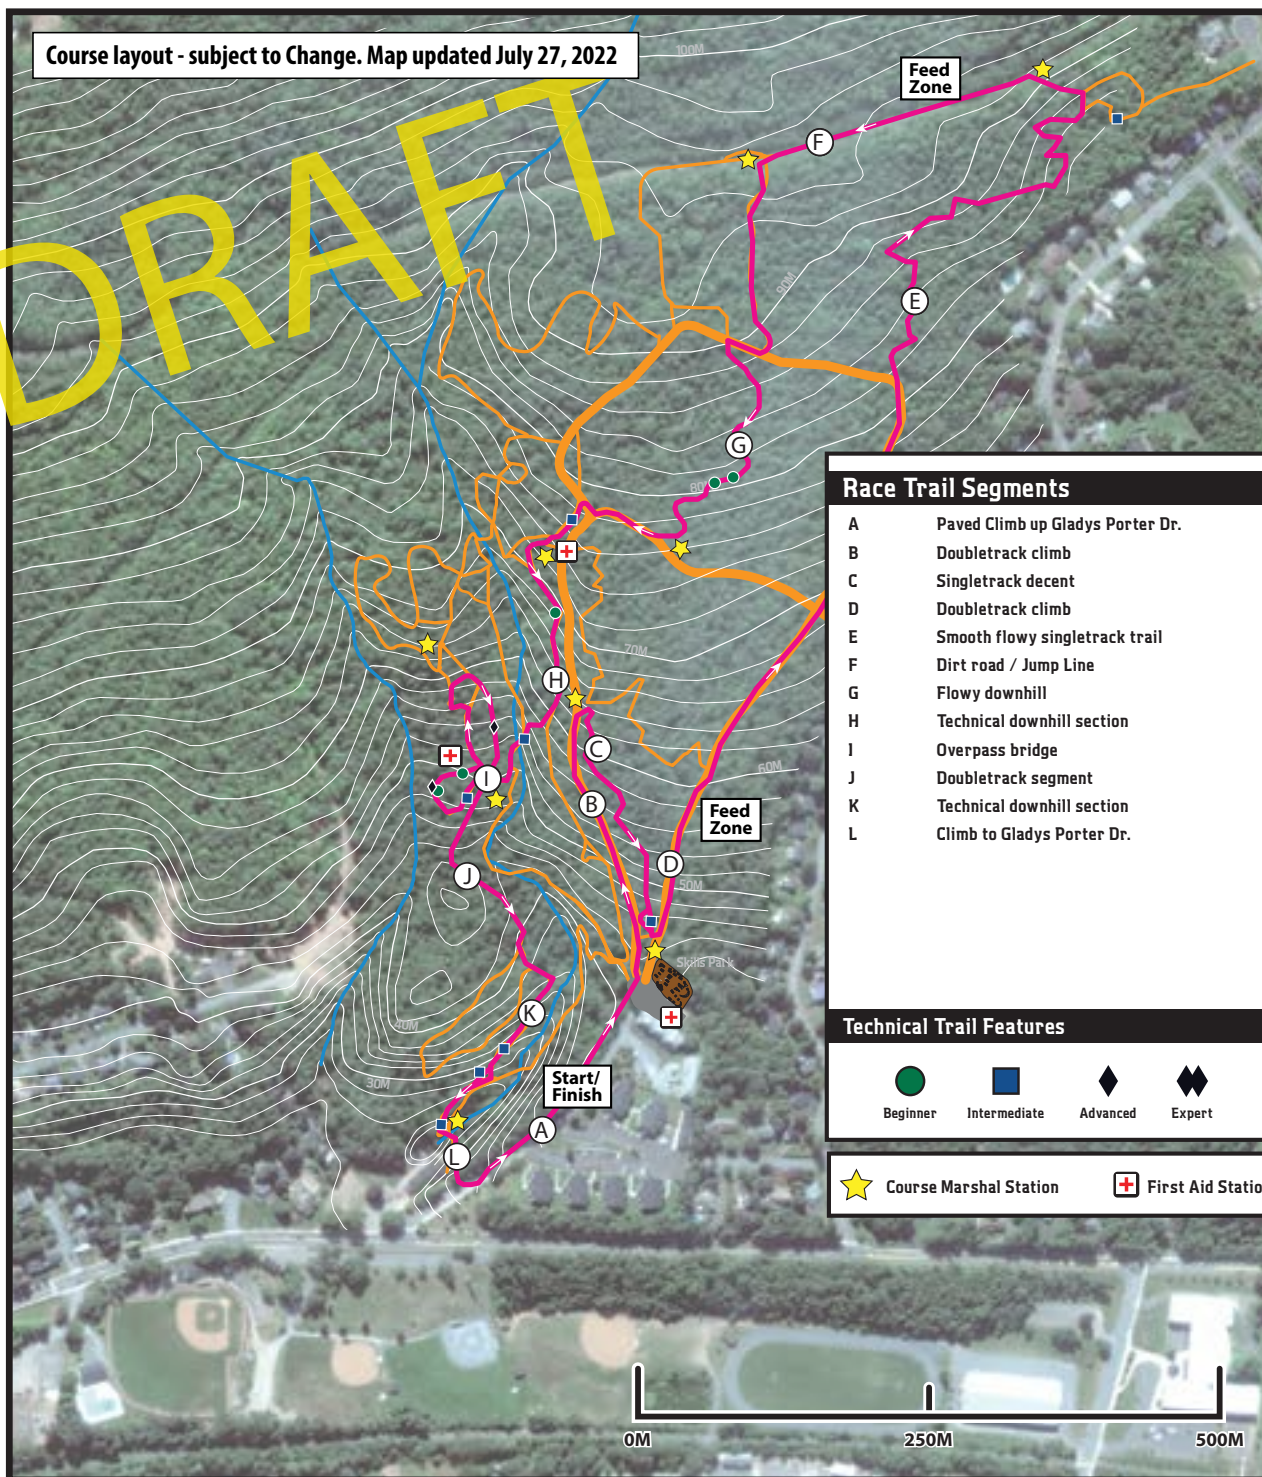 Course layout - subject to Change. Map updated July 27, 2022
DRAFT
100M
Feed
Zone
F
90M
E
G
80
H
70M
C
I
60M
B
Feed
Zone
D
J
50M
Skills Park
K
40M
30M
Start/
Finish
A
L
Race Trail Segments
A Paved Climb up Gladys Porter Dr.
B Doubletrack climb
C Singletrack decent
D Doubletrack climb
E Smooth flowy singletrack trail
F Dirt road / Jump Line
G Flowy downhill
H Technical downhill section
I Overpass bridge
J Doubletrack segment
K Technical downhill section
L Climb to Gladys Porter Dr.
Technical Trail Features
Beginner Intermediate Advanced Expert
Course Marshal Station First Aid Statio
0M 250M 500M